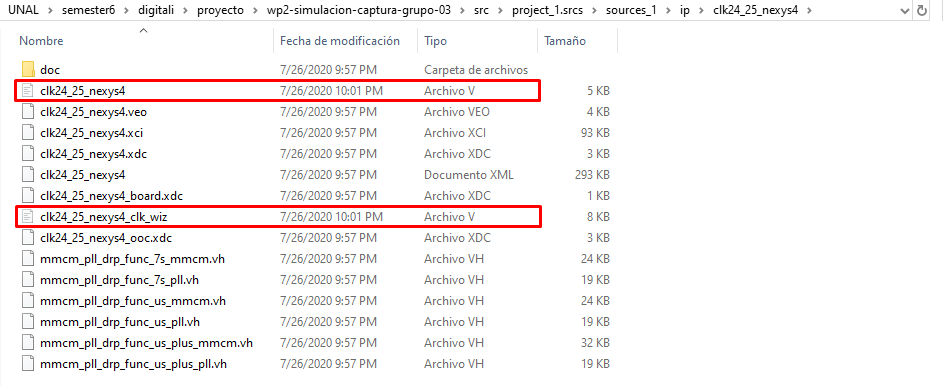 UNAL > semester6 > digitali > proyecto > wp2-simulacion-captura-grupo-03 > src > project_1.srcs > sources_1 > ip > clk24_25_nexys4 >
Nombre Fecha de modificación Tipo Tamaño
doc 7/26/2020 9:57 PM Carpeta de archivos
clk24_25_nexys4 7/26/2020 10:01 PM Archivo V 5 KB
clk24_25_nexys4.veo 7/26/2020 9:57 PM Archivo VEO 4 KB
clk24_25_nexys4.xci 7/26/2020 9:57 PM Archivo XCI 93 KB
clk24_25_nexys4.xdc 7/26/2020 9:57 PM Archivo XDC 3 KB
clk24_25_nexys4 7/26/2020 9:57 PM Documento XML 293 KB
clk24_25_nexys4_board.xdc 7/26/2020 9:57 PM Archivo XDC 1 KB
clk24_25_nexys4_clk_wiz 7/26/2020 10:01 PM Archivo V 8 KB
clk24_25_nexys4_ooc.xdc 7/26/2020 9:57 PM Archivo XDC 3 KB
mmcm_pll_drp_func_7s_mmcm.vh 7/26/2020 9:57 PM Archivo VH 24 KB
mmcm_pll_drp_func_7s_pll.vh 7/26/2020 9:57 PM Archivo VH 19 KB
mmcm_pll_drp_func_us_mmcm.vh 7/26/2020 9:57 PM Archivo VH 24 KB
mmcm_pll_drp_func_us_pll.vh 7/26/2020 9:57 PM Archivo VH 19 KB
mmcm_pll_drp_func_us_plus_mmcm.vh 7/26/2020 9:57 PM Archivo VH 32 KB
mmcm_pll_drp_func_us_plus_pll.vh 7/26/2020 9:57 PM Archivo VH 19 KB